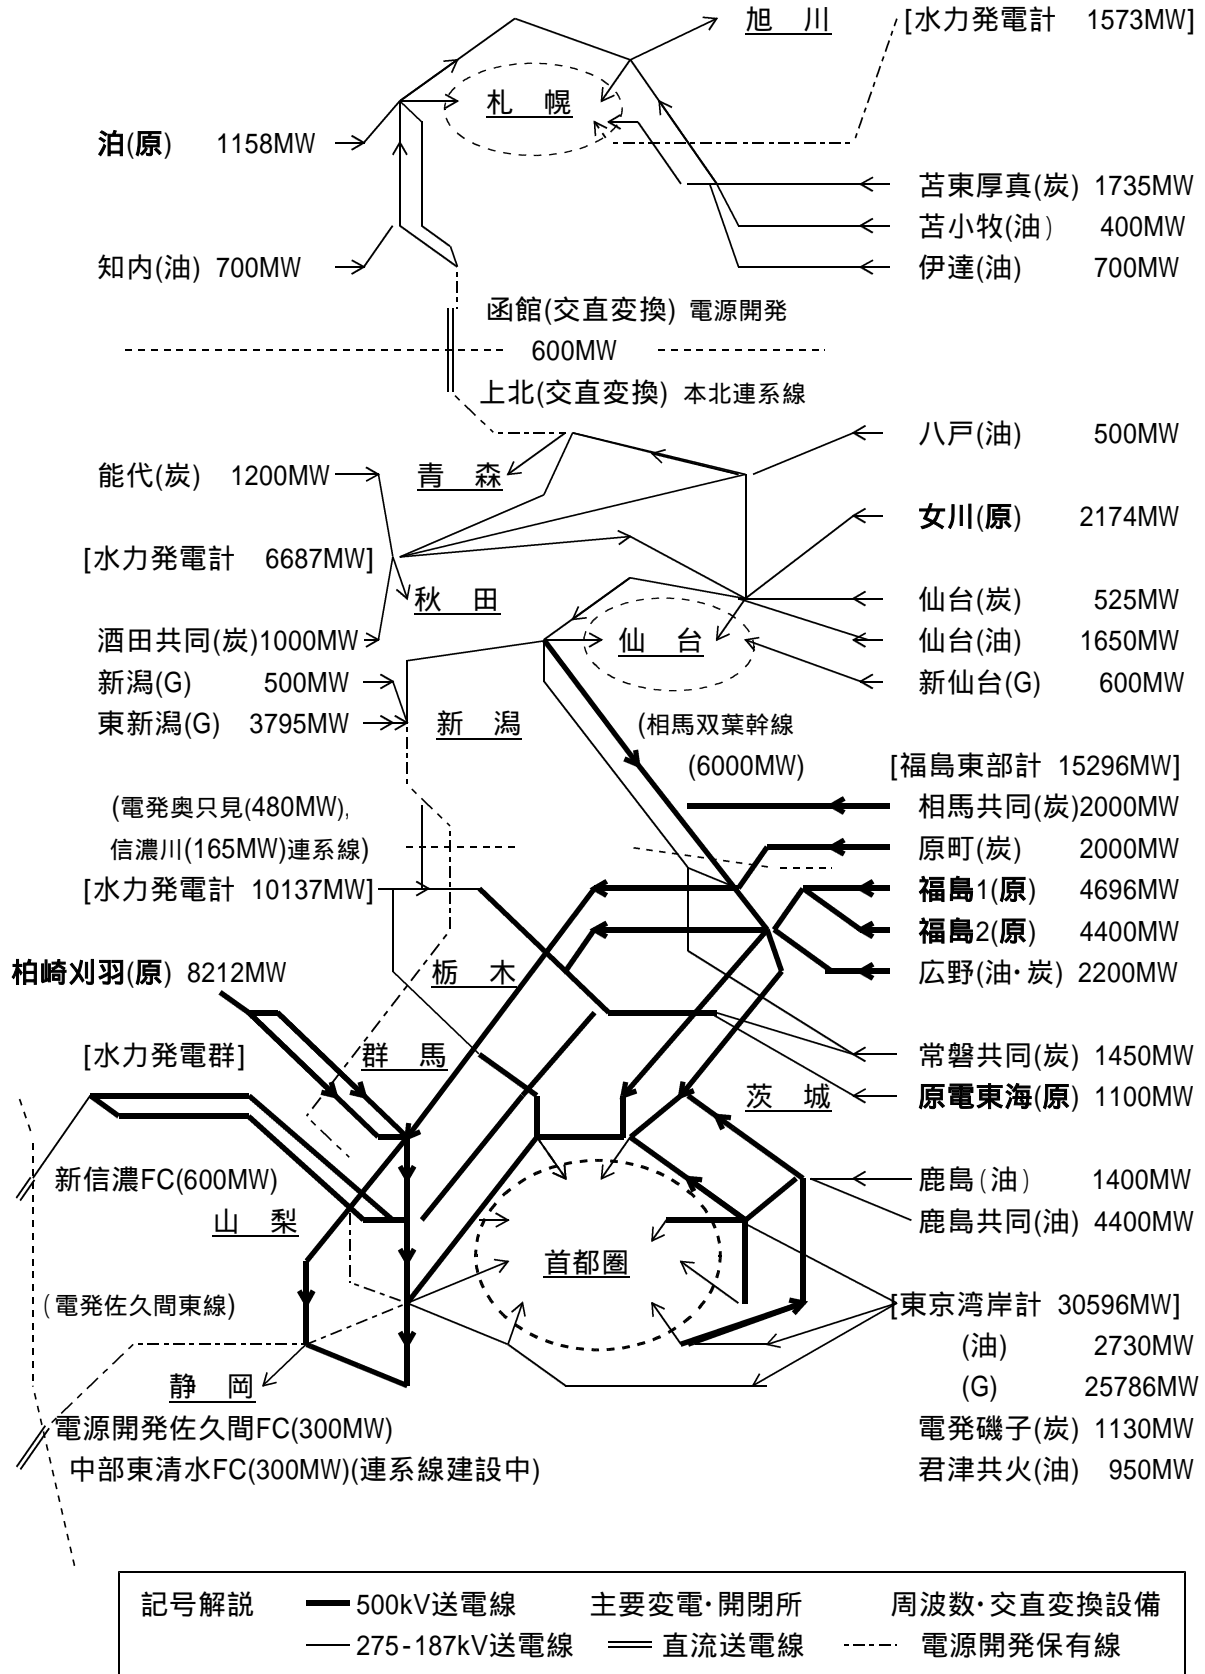 旭　川
[水力発電計　1573MW]
札　幌
泊(原)　1158MW
苫東厚真(炭) 1735MW
苫小牧(油)　400MW
知内(油) 700MW
伊達(油)　700MW
函館(交直変換) 電源開発
600MW
上北(交直変換) 本北連系線
八戸(油)　500MW
能代(炭)　1200MW
青　森
女川(原)　2174MW
[水力発電計　6687MW]
秋　田
仙台(炭)　525MW
酒田共同(炭)1000MW
仙　台
仙台(油)　1650MW
新潟(G)　500MW
新仙台(G)　600MW
東新潟(G)　3795MW
新　潟
(相馬双葉幹線
(6000MW)
[福島東部計 15296MW]
(電発奥只見(480MW),
相馬共同(炭)2000MW
信濃川(165MW)連系線)
原町(炭)　2000MW
[水力発電計 10137MW]
福島1(原)　4696MW
福島2(原)　4400MW
柏崎刈羽(原) 8212MW
栃　木
広野(油･炭) 2200MW
[水力発電群]
群　馬
常磐共同(炭) 1450MW
茨　城
原電東海(原) 1100MW
新信濃FC(600MW)
鹿島(油)　1400MW
山　梨
鹿島共同(油) 4400MW
首都圏
(電発佐久間東線)
[東京湾岸計 30596MW]
(油)　2730MW
静　岡
(G)　25786MW
電源開発佐久間FC(300MW)
電発磯子(炭) 1130MW
中部東清水FC(300MW)(連系線建設中)
君津共火(油)　950MW
記号解説　500kV送電線　主要変電･開閉所　周波数･交直変換設備
275-187kV送電線　直流送電線　電源開発保有線